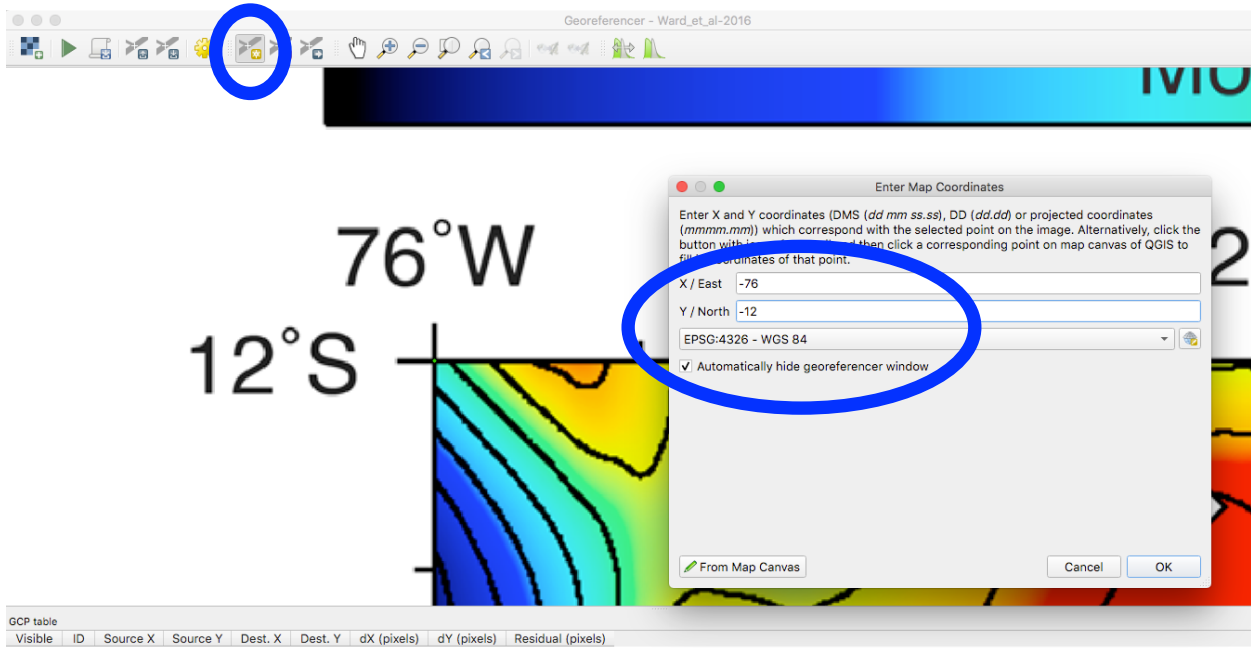 Georeferencer - Ward_et_al-2016
MO
76°W
12°S
2
Enter Map Coordinates
Enter X and Y coordinates (DMS (dd mm ss.ss), DD (dd.dd) or projected coordinates
(mmmm.mm)) which correspond with the selected point on the image. Alternatively, click the
button with then click a corresponding point on map canvas of QGIS to
of that point.
X / East -76
Y / North -12
EPSG:4326 - WGS 84
Automatically hide georeferencer window
From Map Canvas Cancel OK
GCP table
Visible ID Source X Source Y Dest. X Dest. Y dX (pixels) dY (pixels) Residual (pixels)